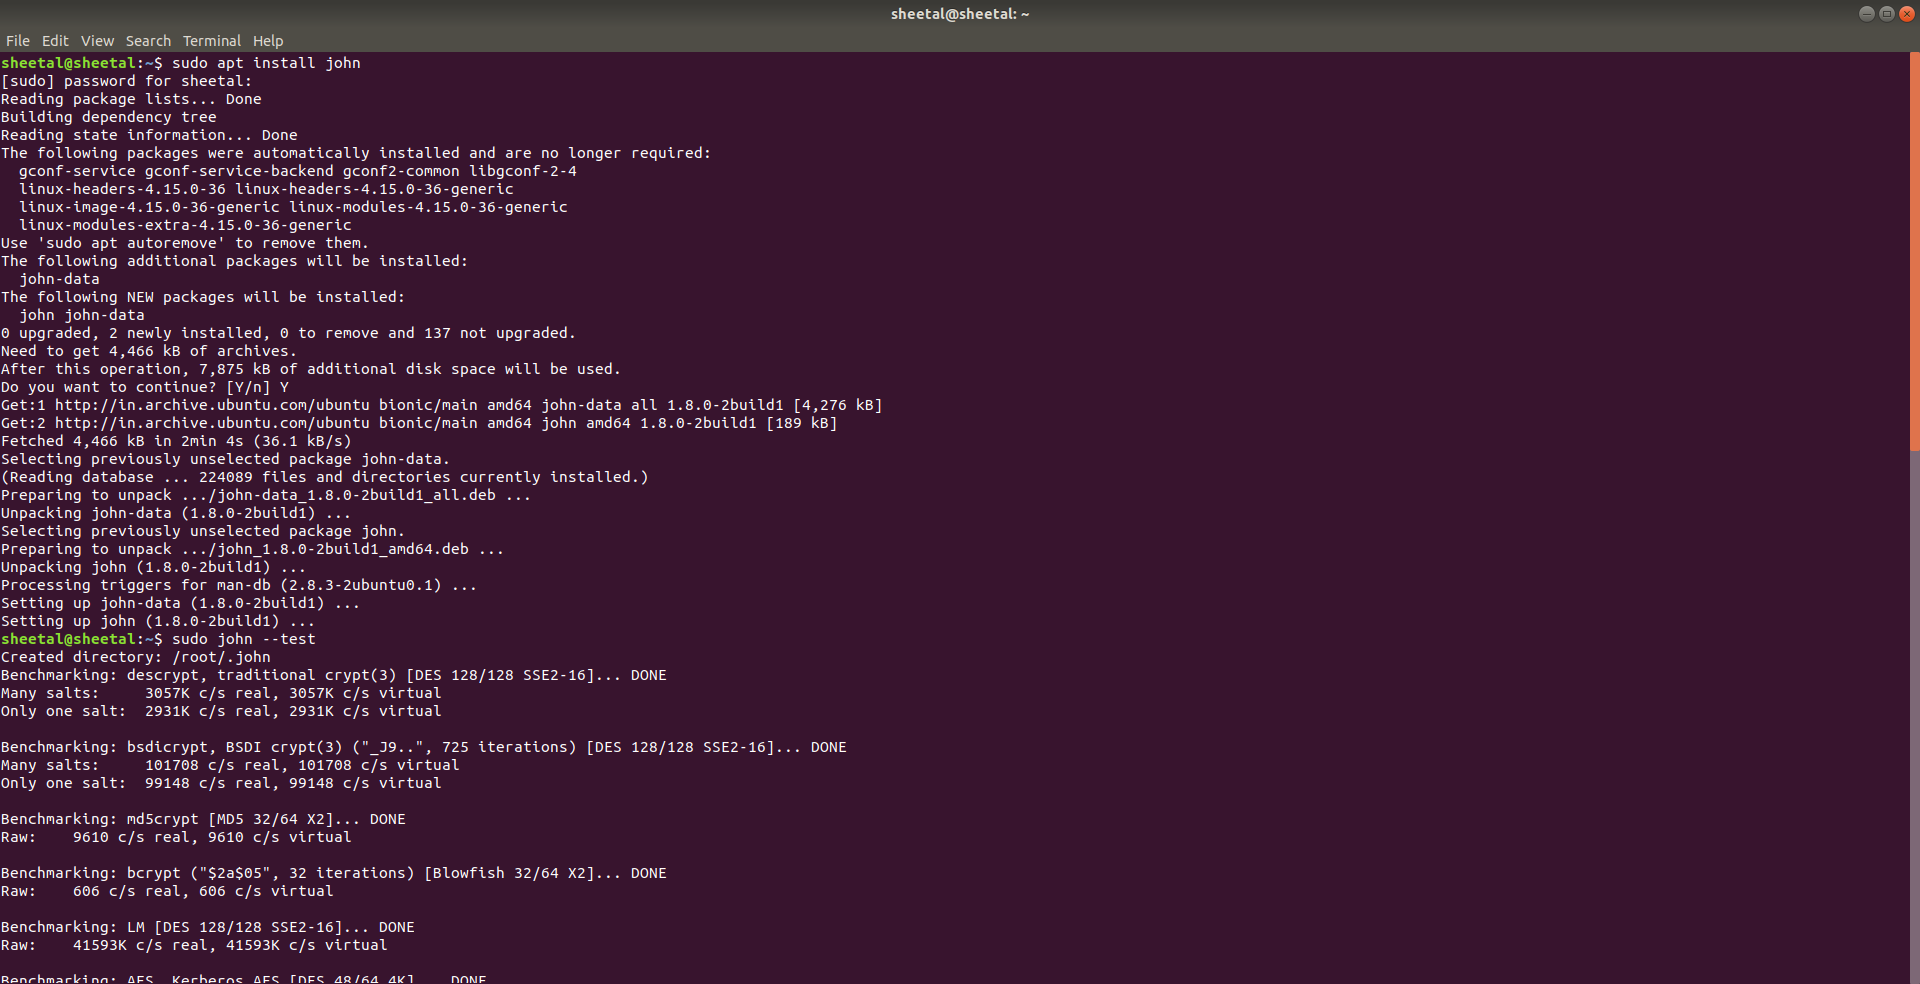 sheetal@sheetal: ~
File Edit View Search Terminal Help
sheetal@sheetal:~$ sudo apt install john
[sudo] password for sheetal:
Reading package lists... Done
Building dependency tree
Reading state information... Done
The following packages were automatically installed and are no longer required:
  gconf-service gconf-service-backend gconf2-common libgconf-2-4
  linux-headers-4.15.0-36 linux-headers-4.15.0-36-generic
  linux-image-4.15.0-36-generic linux-modules-4.15.0-36-generic
  linux-modules-extra-4.15.0-36-generic
Use 'sudo apt autoremove' to remove them.
The following additional packages will be installed:
  john-data
The following NEW packages will be installed:
  john john-data
0 upgraded, 2 newly installed, 0 to remove and 137 not upgraded.
Need to get 4,466 kB of archives.
After this operation, 7,875 kB of additional disk space will be used.
Do you want to continue? [Y/n] Y
Get:1 http://in.archive.ubuntu.com/ubuntu bionic/main amd64 john-data all 1.8.0-2build1 [4,276 kB]
Get:2 http://in.archive.ubuntu.com/ubuntu bionic/main amd64 john amd64 1.8.0-2build1 [189 kB]
Fetched 4,466 kB in 2min 4s (36.1 kB/s)
Selecting previously unselected package john-data.
(Reading database ... 224089 files and directories currently installed.)
Preparing to unpack .../john-data_1.8.0-2build1_all.deb ...
Unpacking john-data (1.8.0-2build1) ...
Selecting previously unselected package john.
Preparing to unpack .../john_1.8.0-2build1_amd64.deb ...
Unpacking john (1.8.0-2build1) ...
Processing triggers for man-db (2.8.3-2ubuntu0.1) ...
Setting up john-data (1.8.0-2build1) ...
Setting up john (1.8.0-2build1) ...
sheetal@sheetal:~$ sudo john --test
Created directory: /root/.john
Benchmarking: descrypt, traditional crypt(3) [DES 128/128 SSE2-16]... DONE
Many salts:     3057K c/s real, 3057K c/s virtual
Only one salt:  2931K c/s real, 2931K c/s virtual

Benchmarking: bsdicrypt, BSDI crypt(3) ("_J9..", 725 iterations) [DES 128/128 SSE2-16]... DONE
Many salts:     101708 c/s real, 101708 c/s virtual
Only one salt:  99148 c/s real, 99148 c/s virtual

Benchmarking: md5crypt [MD5 32/64 X2]... DONE
Raw:    9610 c/s real, 9610 c/s virtual

Benchmarking: bcrypt ("$2a$05", 32 iterations) [Blowfish 32/64 X2]... DONE
Raw:    606 c/s real, 606 c/s virtual

Benchmarking: LM [DES 128/128 SSE2-16]... DONE
Raw:    41593K c/s real, 41593K c/s virtual

Benchmarking: AFS, Kerberos AFS [DES 48/64 4K]... DONE